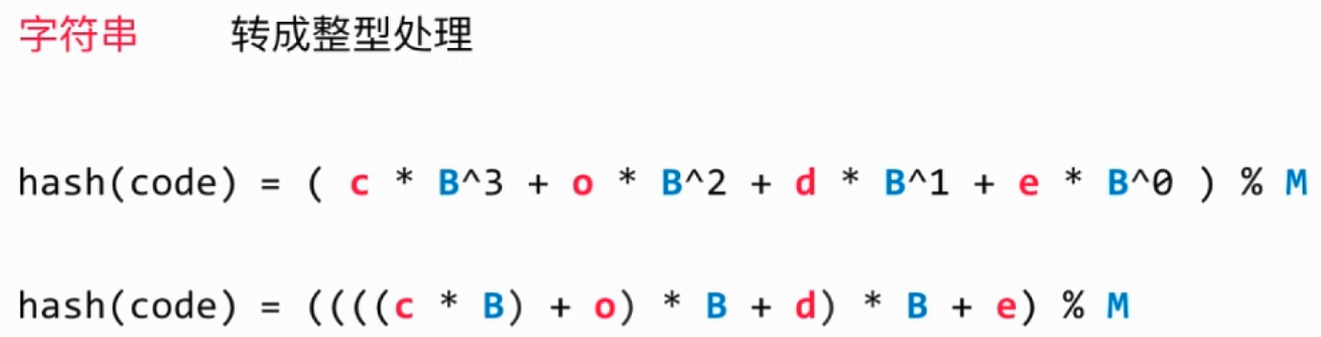 字符串 转成整型处理
hash(code) = ( c * B^3 + o * B^2 + d * B^1 + e * B^0 ) % M
hash(code) = ((((c * B) + o) * B + d) * B + e) % M